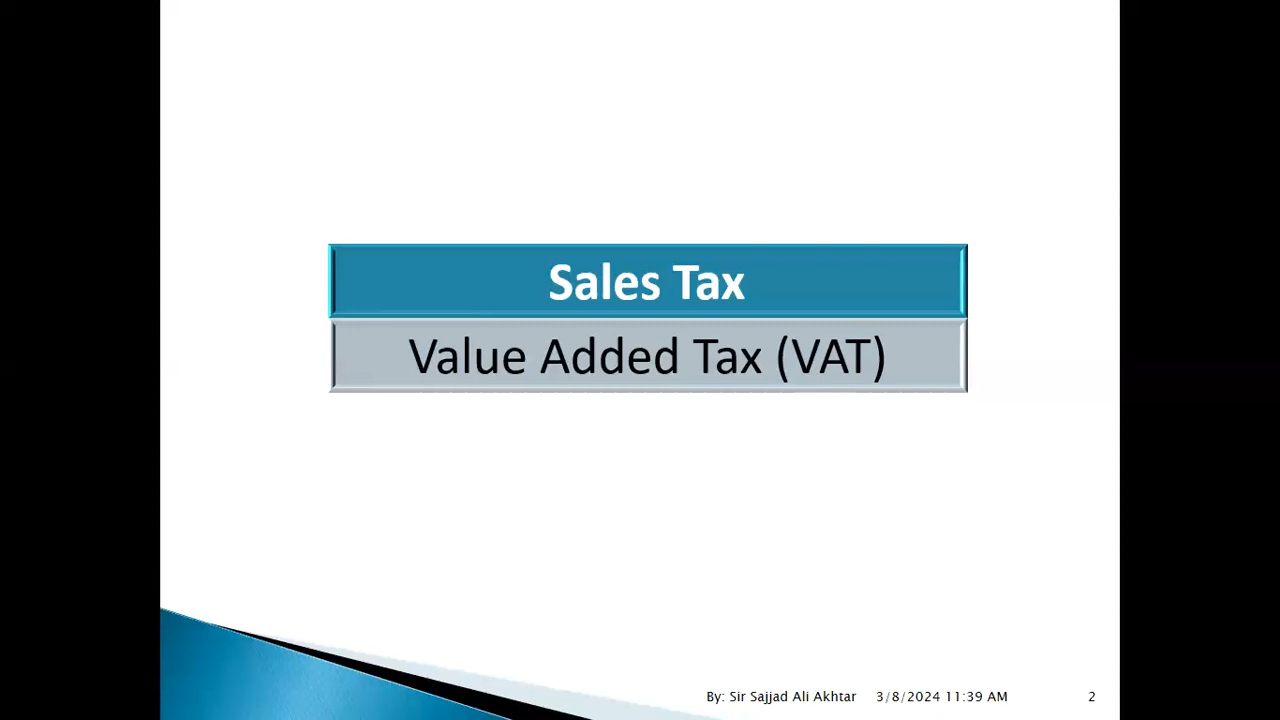 Sales Tax
Value Added Tax (VAT)
By: Sir Sajjad Ali Akhtar 3/8/2024 11:39 AM 2